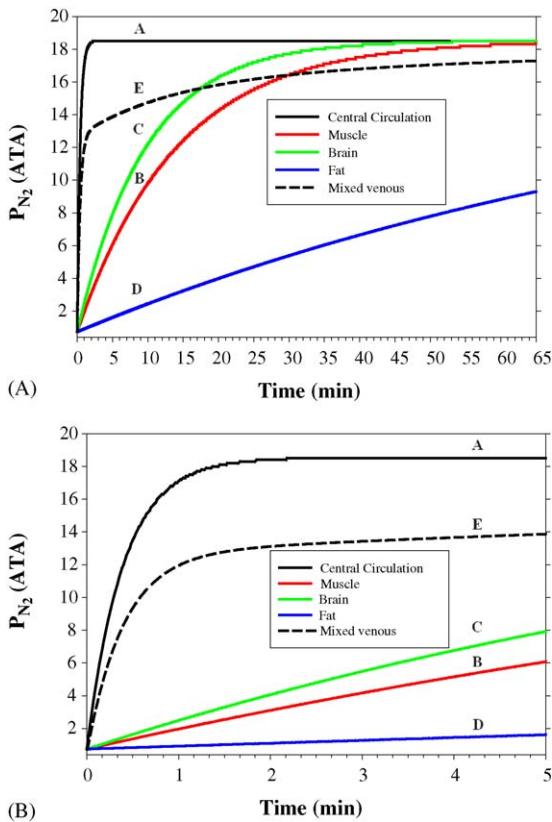 20
18
16
14
12
10
8
6
4
2
P_N2 (ATA)
A
E
C
B
D
Central Circulation
Muscle
Brain
Fat
Mixed venous
0 5 10 15 20 25 30 35 40 45 50 55 60 65
Time (min)
(A)
20
18
16
14
12
10
8
6
4
2
P_N2 (ATA)
A
E
C
B
D
Central Circulation
Muscle
Brain
Fat
Mixed venous
0 1 2 3 4 5
Time (min)
(B)